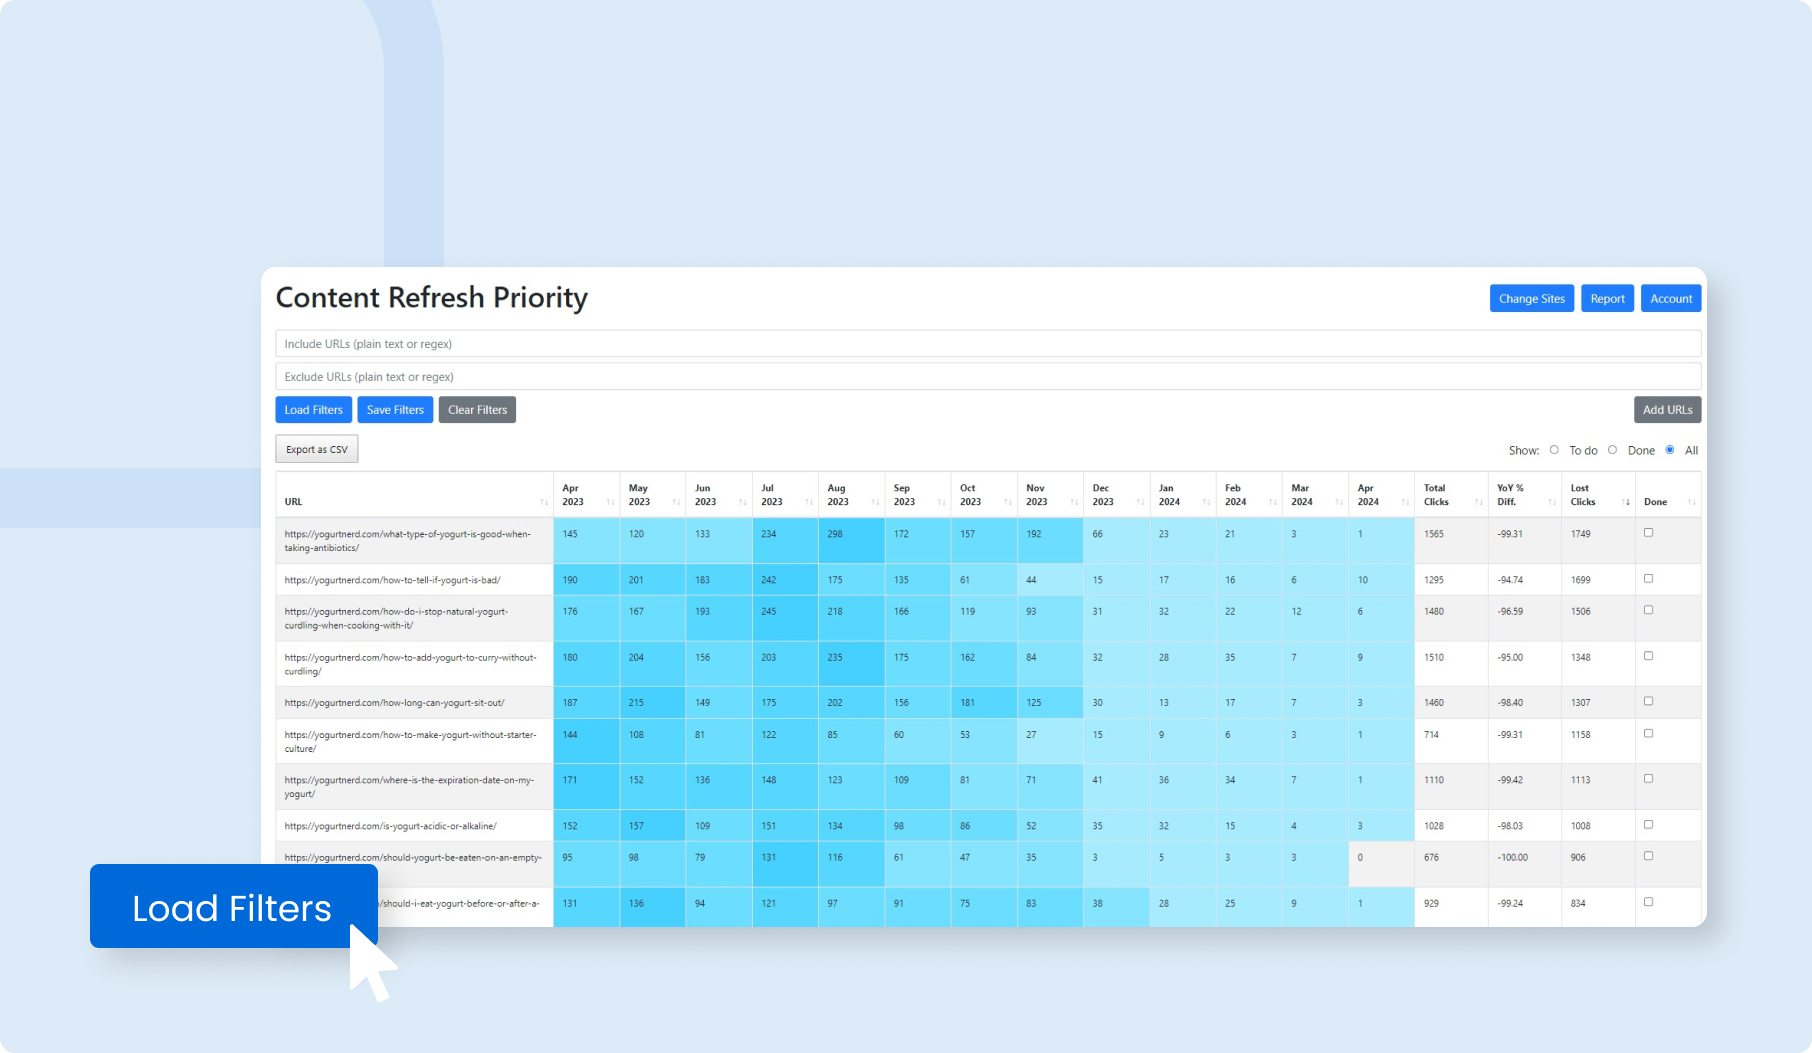 Content Refresh Priority
Change Sites Report Account
Include URLs (plain text or regex)
Exclude URLs (plain text or regex)
Load Filters Save Filters Clear Filters Add URLs
Export as CSV Show: To do Done All
URL Apr 2023 May 2023 Jun 2023 Jul 2023 Aug 2023 Sep 2023 Oct 2023 Nov 2023 Dec 2023 Jan 2024 Feb 2024 Mar 2024 Apr 2024 Total Clicks YoY % Diff. Lost Clicks Done
https://yogurtnerd.com/what-type-of-yogurt-is-good-when-
taking-antibiotics/
145 120 133 234 298 172 157 192 66 23 21 3 1 1565 -99.31 1749
https://yogurtnerd.com/how-to-tell-if-yogurt-is-bad/ 190 201 183 242 175 135 61 44 15 17 16 6 10 1295 -94.74 1699
https://yogurtnerd.com/how-do-i-stop-natural-yogurt-
curdling-when-cooking-with-it/
176 167 193 245 218 166 119 93 31 32 22 12 6 1480 -96.59 1506
https://yogurtnerd.com/how-to-add-yogurt-to-curry-without-
curdling/
180 204 156 203 235 175 162 84 32 28 35 7 9 1510 -95.00 1348
https://yogurtnerd.com/how-long-can-yogurt-sit-out/ 187 215 149 175 202 156 181 125 30 13 17 7 3 1460 -98.40 1307
https://yogurtnerd.com/how-to-make-yogurt-without-starter-
culture/
144 108 81 122 85 60 53 27 15 9 6 3 1 714 -99.31 1158
https://yogurtnerd.com/where-is-the-expiration-date-on-my-
yogurt/
171 152 136 148 123 109 81 71 41 36 34 7 1 1110 -99.42 1113
https://yogurtnerd.com/is-yogurt-acidic-or-alkaline/ 152 157 109 151 134 98 86 52 35 32 15 4 3 1028 -98.03 1008
https://yogurtnerd.com/should-yogurt-be-eaten-on-an-empty- 95 98 79 131 116 61 47 35 3 5 3 3 0 676 -100.00 906
/should-i-eat-yogurt-before-or-after-a- 131 136 94 121 97 91 75 83 38 28 25 9 1 929 -99.24 834
Load Filters